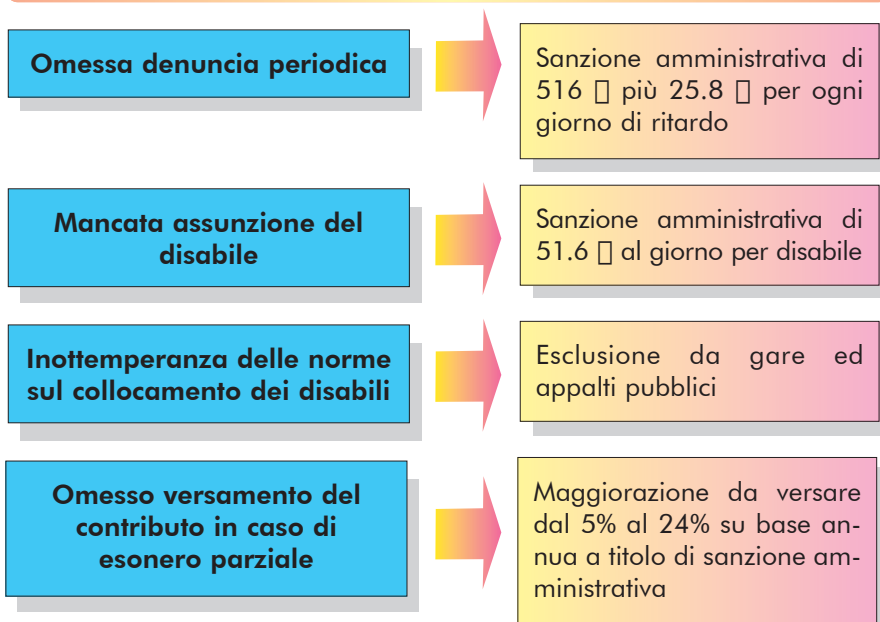 Omessa denuncia periodica
Sanzione amministrativa di
516 □ più 25.8 □ per ogni
giorno di ritardo
Mancata assunzione del
disabile
Sanzione amministrativa di
51.6 □ al giorno per disabile
Inottemperanza delle norme
sul collocamento dei disabili
Esclusione da gare ed
appalti pubblici
Omesso versamento del
contributo in caso di
esonero parziale
Maggiorazione da versare
dal 5% al 24% su base an-
nua a titolo di sanzione am-
ministrativa